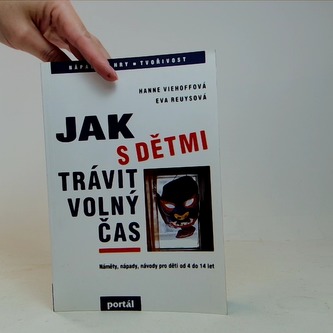 HRY • TVOŘIVOST
HANNE VIEHOFFOVÁ
EVA REUYSOVÁ
JAK
S DĚTMI
TRÁVIT
VOLNÝ
ČAS
Náměty, nápady, návody pro děti od 4 do 14 let
portál